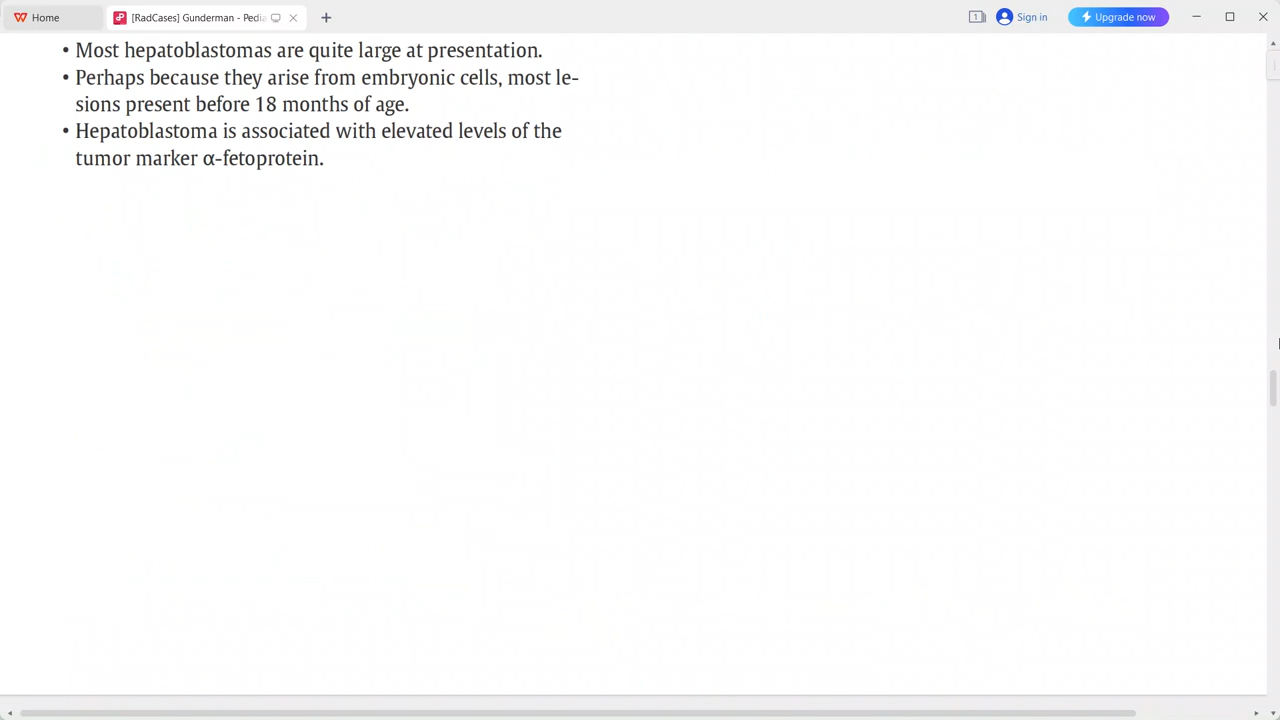 Home
[RadCases] Gunderman - Pedia
1
Sign in
Upgrade now
• Most hepatoblastomas are quite large at presentation.
• Perhaps because they arise from embryonic cells, most le-
sions present before 18 months of age.
• Hepatoblastoma is associated with elevated levels of the
tumor marker α-fetoprotein.